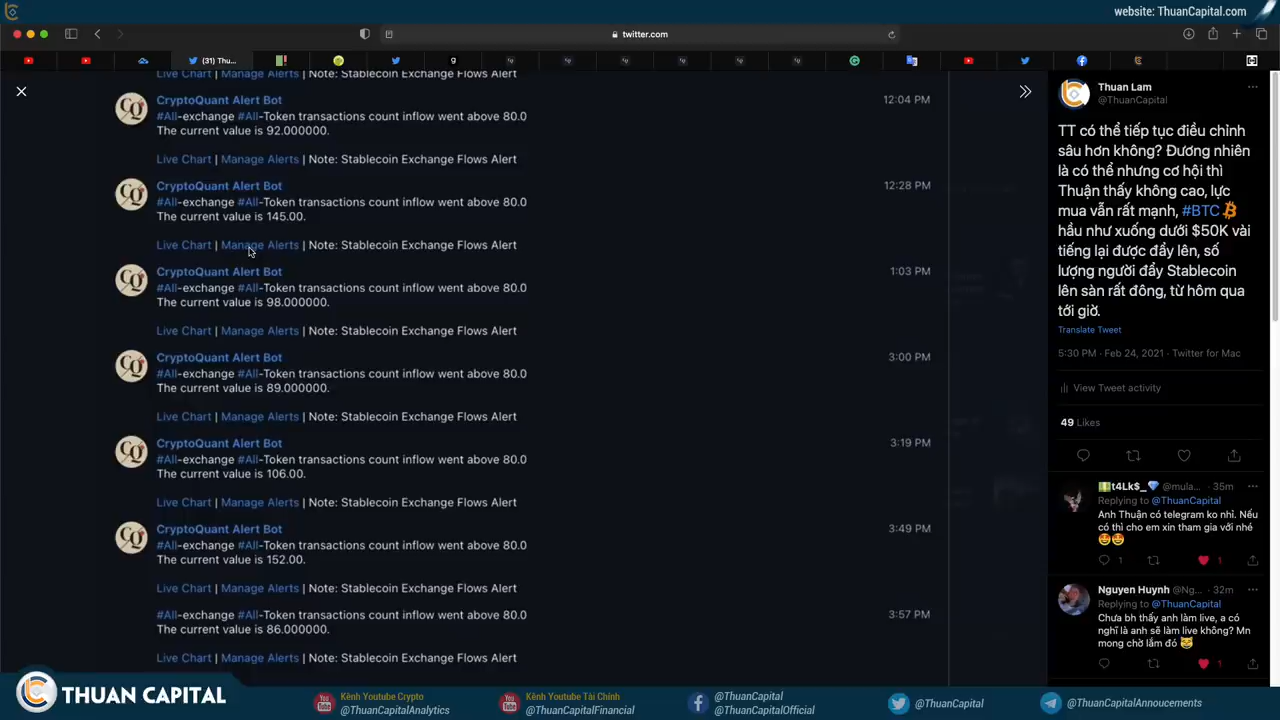 website: ThuanCapital.com
twitter.com
(31) Thu...
Live Chart | Manage Alerts | Note: Stablecoin Exchange Flows Alert
CryptoQuant Alert Bot
12:04 PM
#All-exchange #All-Token transactions count inflow went above 80.0
The current value is 92.000000.
Live Chart | Manage Alerts | Note: Stablecoin Exchange Flows Alert
CryptoQuant Alert Bot
12:28 PM
#All-exchange #All-Token transactions count inflow went above 80.0
The current value is 145.00.
Live Chart | Manage Alerts | Note: Stablecoin Exchange Flows Alert
CryptoQuant Alert Bot
1:03 PM
#All-exchange #All-Token transactions count inflow went above 80.0
The current value is 98.000000.
Live Chart | Manage Alerts | Note: Stablecoin Exchange Flows Alert
CryptoQuant Alert Bot
3:00 PM
#All-exchange #All-Token transactions count inflow went above 80.0
The current value is 89.000000.
Live Chart | Manage Alerts | Note: Stablecoin Exchange Flows Alert
CryptoQuant Alert Bot
3:19 PM
#All-exchange #All-Token transactions count inflow went above 80.0
The current value is 106.00.
Live Chart | Manage Alerts | Note: Stablecoin Exchange Flows Alert
CryptoQuant Alert Bot
3:49 PM
#All-exchange #All-Token transactions count inflow went above 80.0
The current value is 152.00.
Live Chart | Manage Alerts | Note: Stablecoin Exchange Flows Alert
#All-exchange #All-Token transactions count inflow went above 80.0
3:57 PM
The current value is 86.000000.
Live Chart | Manage Alerts | Note: Stablecoin Exchange Flows Alert
Thuan Lam
@ThuanCapital
TT có thể tiếp tục điều chỉnh
sâu hơn không? Đương nhiên
là có thể nhưng cơ hội thì
Thuận thấy không cao, lực
mua vẫn rất mạnh, #BTC
hầu như xuống dưới $50K vài
tiếng lại được đẩy lên, số
lượng người đẩy Stablecoin
lên sàn rất đông, từ hôm qua
tới giờ.
Translate Tweet
5:30 PM · Feb 24, 2021 · Twitter for Mac
View Tweet activity
49 Likes
t4Lk$_ @mula... · 35m
Replying to @ThuanCapital
Anh Thuận có telegram ko nhỉ. Nếu
có thì cho em xin tham gia với nhé
1
1
Nguyen Huynh @Ng... · 32m
Replying to @ThuanCapital
Chưa bh thấy anh làm live, a có
nghĩ là anh sẽ làm live không? Mn
mong chờ lắm đó
1
THUAN CAPITAL
Kênh Youtube Crypto
@ThuanCapitalAnalytics
Kênh Youtube Tài Chính
@ThuanCapitalFinancial
@ThuanCapital
@ThuanCapitalOfficial
@ThuanCapital
@ThuanCapitalAnnoucements